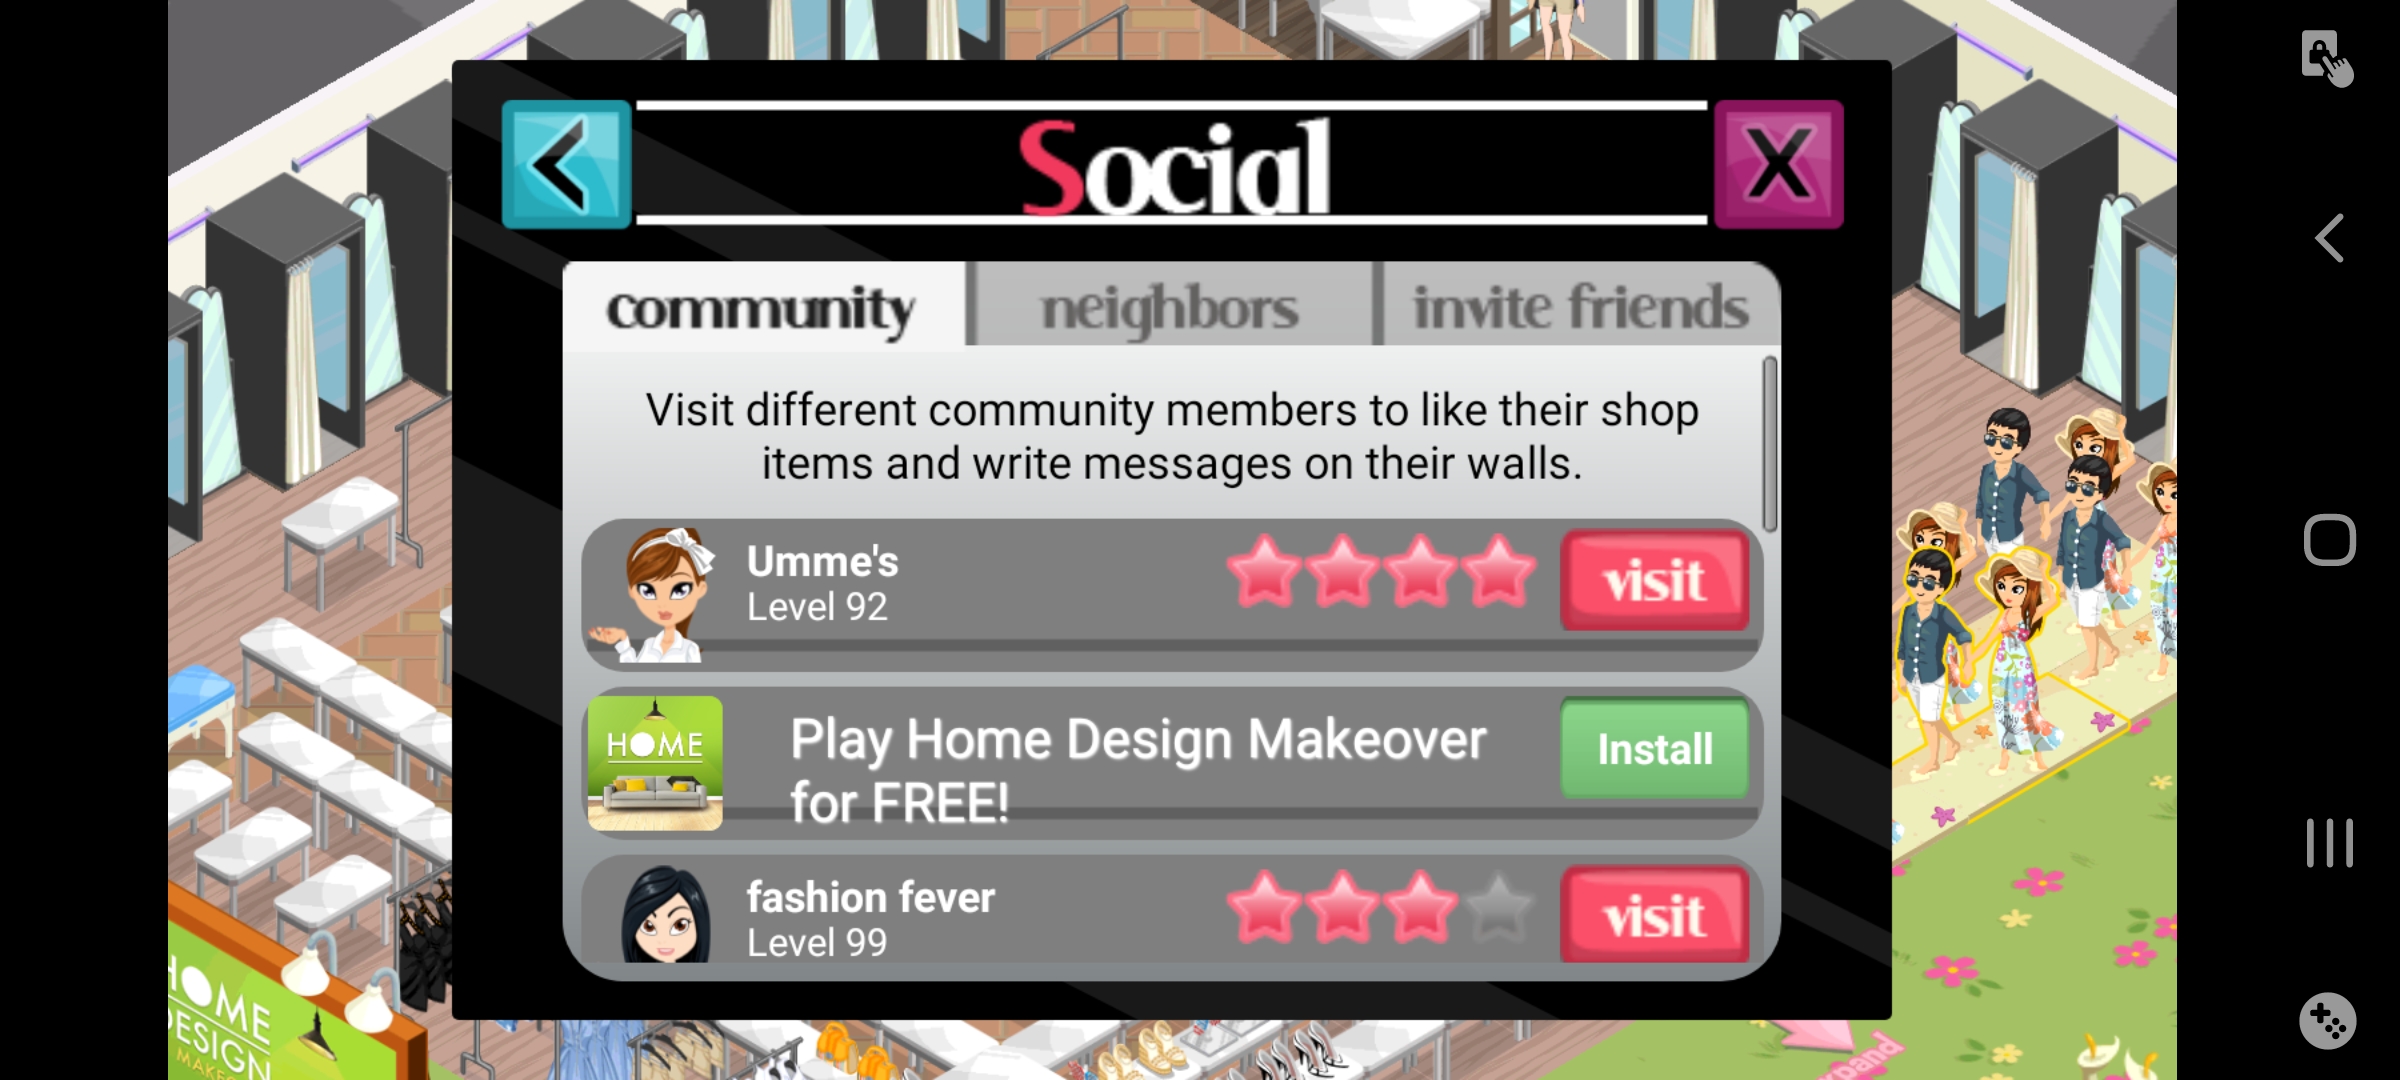 Social
community
neighbors
invite friends
Visit different community members to like their shop
items and write messages on their walls.
Umme's
Level 92
visit
HOME
Play Home Design Makeover
for FREE!
Install
fashion fever
Level 99
visit
HOME
DESIGN